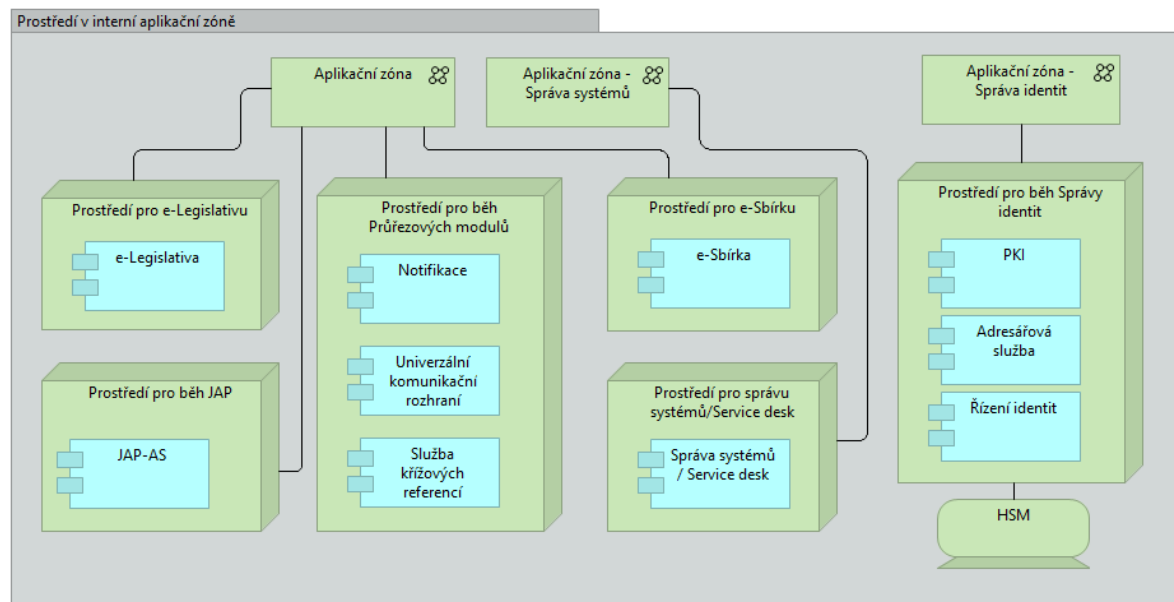 Prostředí v interní aplikační zóně
Aplikační zóna
Aplikační zóna -
Správa systémů
Aplikační zóna -
Správa identit
Prostředí pro e-Legislativu
e-Legislativa
Prostředí pro běh
Průřezových modulů
Notifikace
Univerzální
komunikační
rozhraní
Služba
křížových
referencí
Prostředí pro e-Sbírku
e-Sbírka
Prostředí pro běh Správy
identit
PKI
Adresářová
služba
Řízení identit
Prostředí pro běh JAP
JAP-AS
Prostředí pro správu
systémů/Service desk
Správa systémů
/ Service desk
HSM